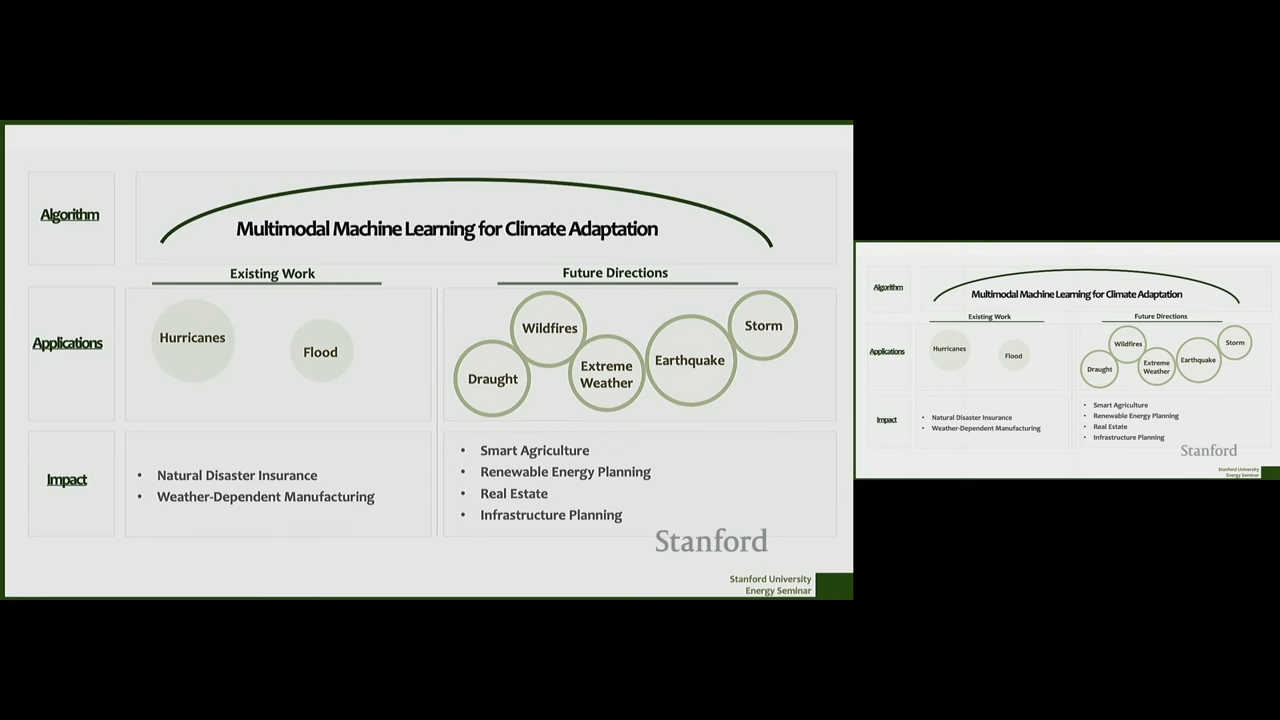 Algorithm
Multimodal Machine Learning for Climate Adaptation
Existing Work
Future Directions
Applications
Hurricanes
Flood
Draught
Wildfires
Extreme
Weather
Earthquake
Storm
Impact
• Natural Disaster Insurance
• Weather-Dependent Manufacturing
• Smart Agriculture
• Renewable Energy Planning
• Real Estate
• Infrastructure Planning
Stanford
Stanford University
Energy Seminar
Algorithm
Multimodal Machine Learning for Climate Adaptation
Existing Work
Future Directions
Applications
Hurricanes
Flood
Draught
Wildfires
Extreme
Weather
Earthquake
Storm
Impact
• Natural Disaster Insurance
• Weather-Dependent Manufacturing
• Smart Agriculture
• Renewable Energy Planning
• Real Estate
• Infrastructure Planning
Stanford
Stanford University
Energy Seminar